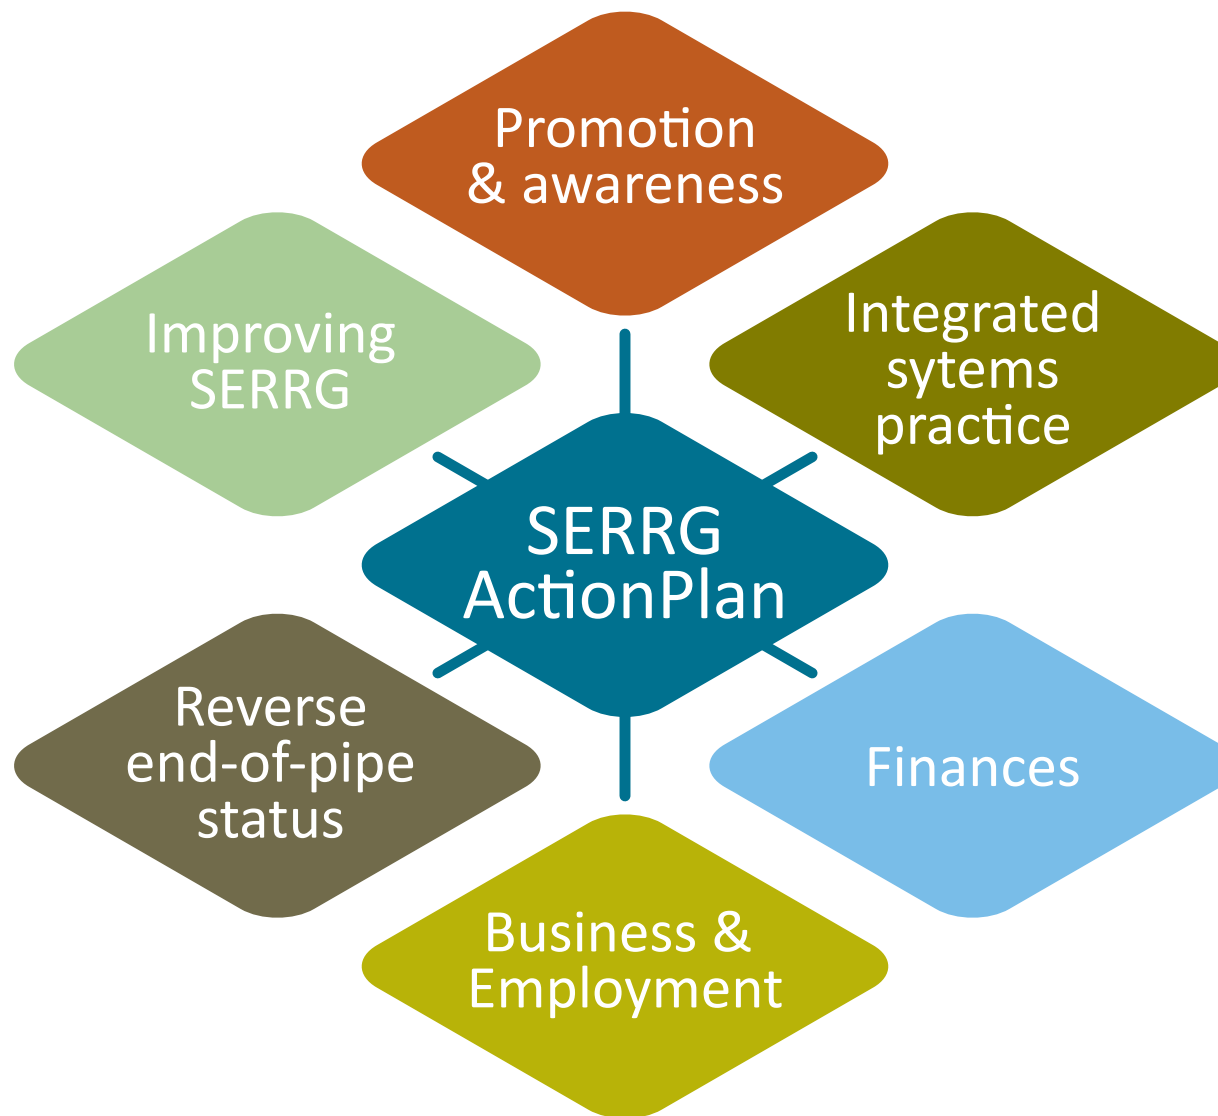 Promotion
& awareness
Improving
SERRG
Integrated
sytems
practice
SERRG
ActionPlan
Reverse
end-of-pipe
status
Finances
Business &
Employment